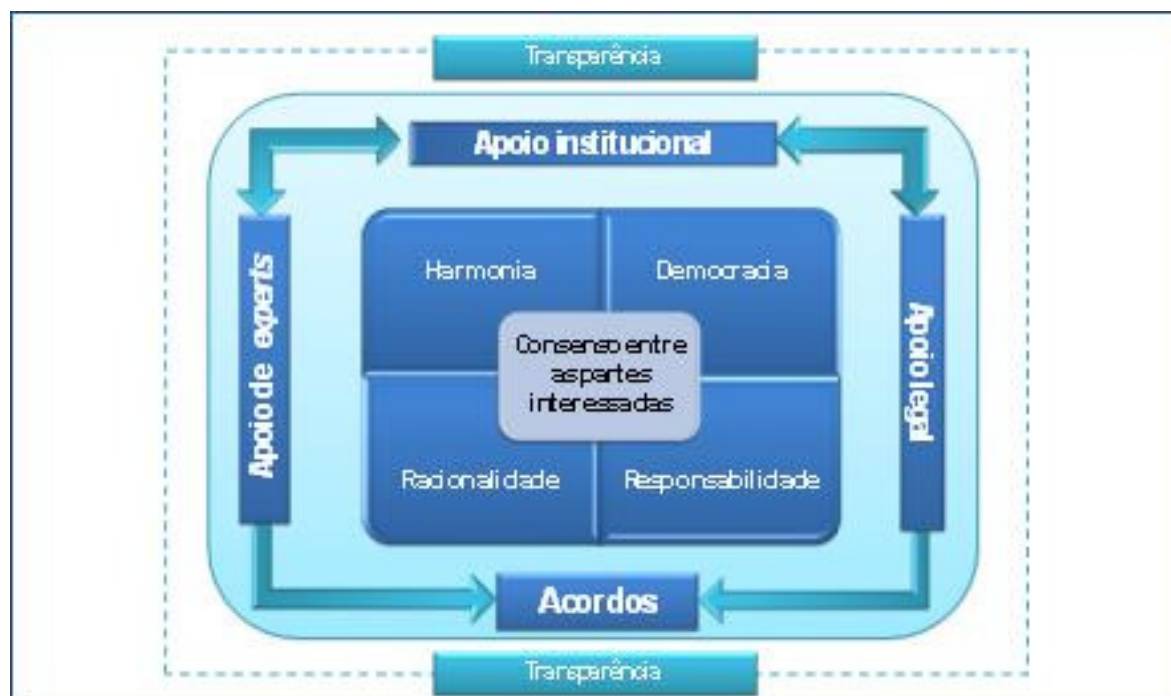 Transparência
Apoio institucional
Apoio de experts
Harmonia
Democracia
Apoio legal
Consenso entre
as partes
interessadas
Racionalidade
Responsabilidade
Acordos
Transparência